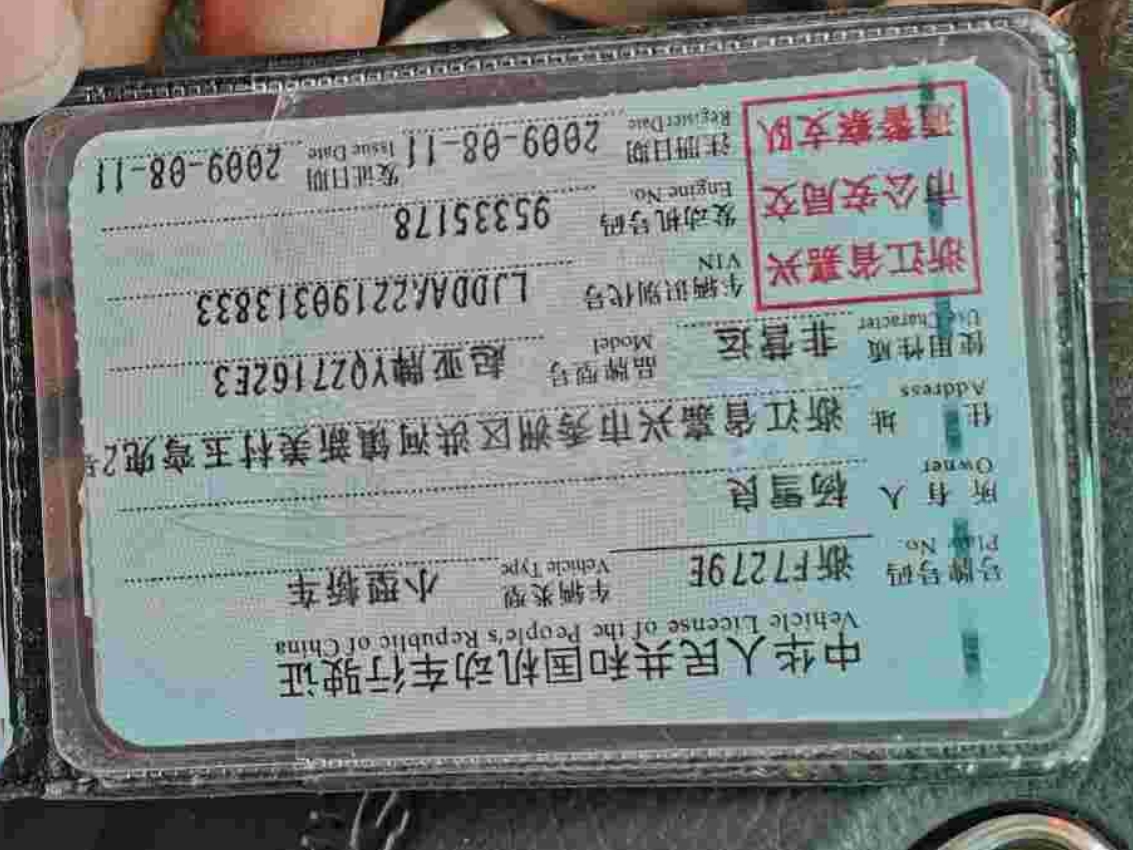 中华人民共和国机动车行驶证
Vehicle License of the People's Republic of China
号牌号码 浙F7279E 车辆类型 小型轿车
Plate No. Vehicle Type
所有人 杨雪良
Owner
住址 浙江省嘉兴市秀洲区洪河镇新美村玉膏兜2号
Address
使用性质 非营运 品牌型号 起亚牌YQZ7162E3
Use Character Model
浙江省嘉兴
市公安局交
通警察支队
车辆识别代号 LJDDAA22190313833
VIN
发动机号码 95335178
Engine No.
注册日期 2009-08-11 发证日期 2009-08-11
Register Date Issue Date